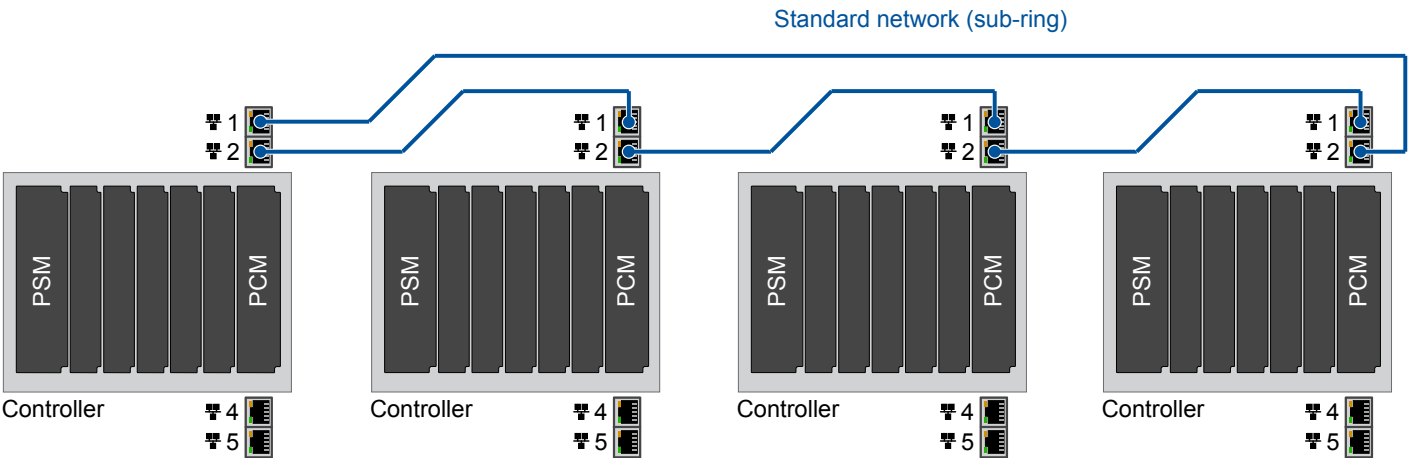 Standard network (sub-ring)
1 1 1 1
2 2 2 2
PSM PCM PSM PCM PSM PCM PSM PCM
Controller 4 Controller 4 Controller 4 Controller 4
5 5 5 5